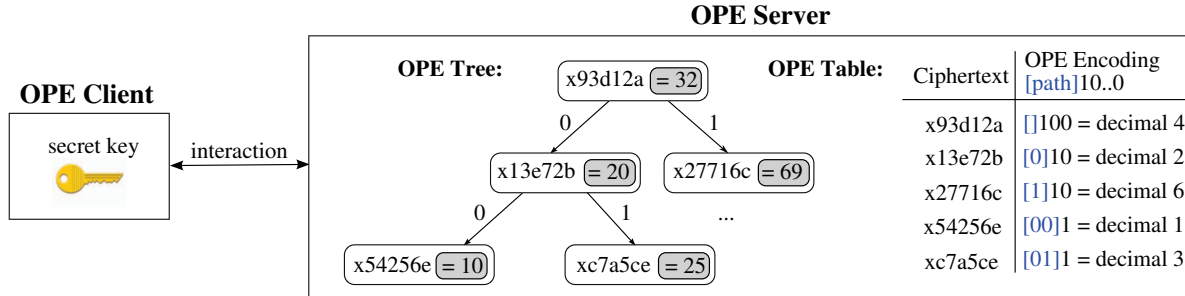 OPE Server
OPE Client
secret key
interaction
OPE Tree:
x93d12a = 32
0 1
x13e72b = 20 x27716c = 69
0 1 ...
x54256e = 10 xc7a5ce = 25
OPE Table:
Ciphertext OPE Encoding
[path]10..0
x93d12a []100 = decimal 4
x13e72b [0]10 = decimal 2
x27716c [1]10 = decimal 6
x54256e [00]1 = decimal 1
xc7a5ce [01]1 = decimal 3